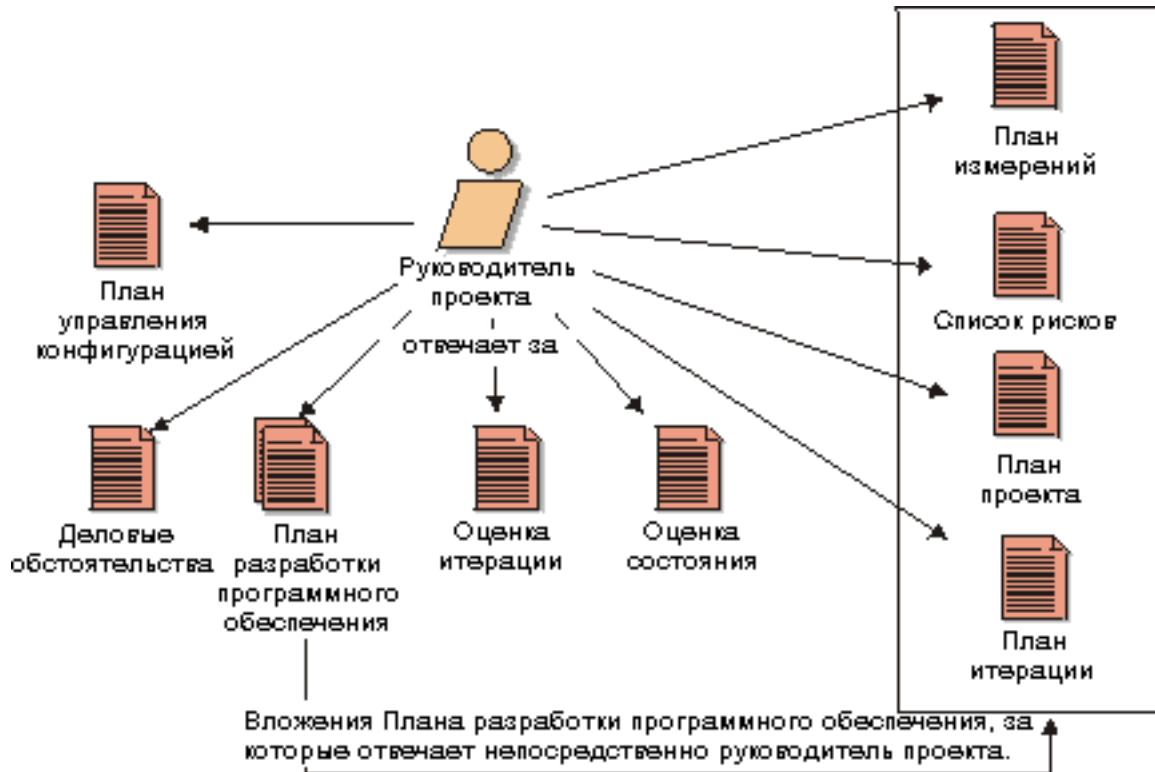 План
измерений
Руководитель
проекта
отвечает за
План
управления
конфигурацией
Список рисков
План
проекта
Деловые
обстоятельства
План
разработки
программного
обеспечения
Оценка
итерации
Оценка
состояния
План
итерации
Вложения Плана разработки программного обеспечения, за
которые отвечает непосредственно руководитель проекта.